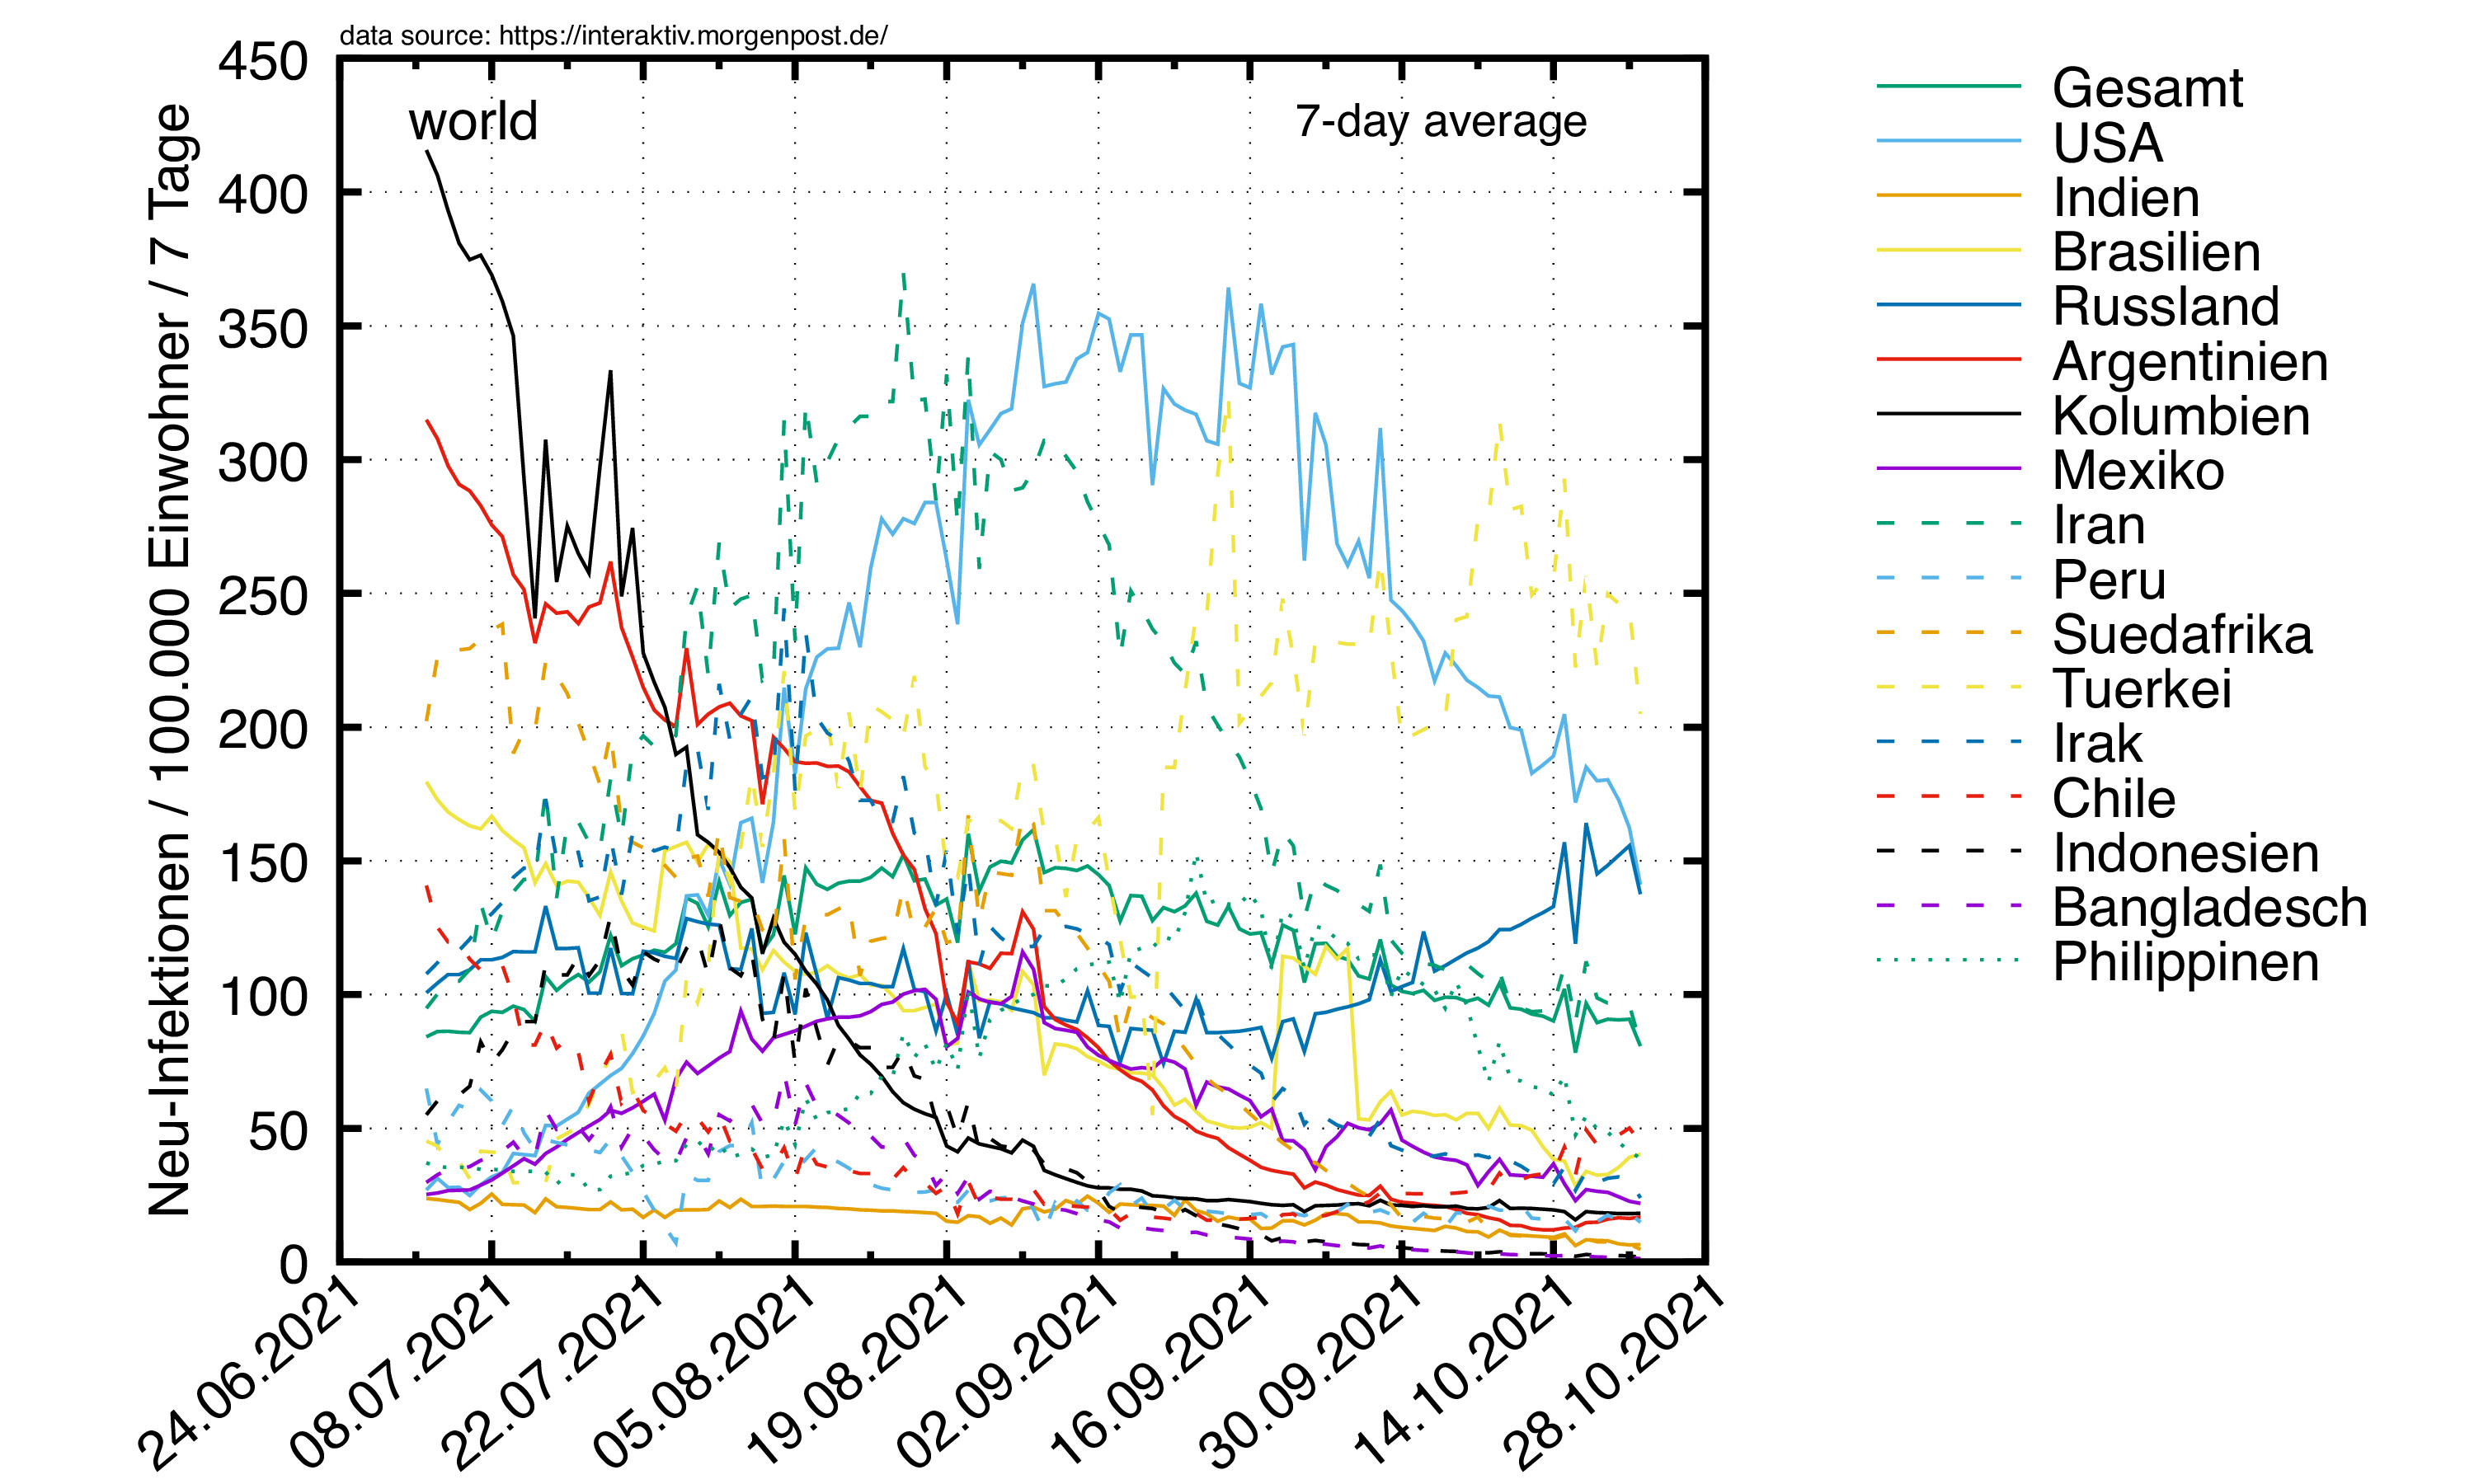 data source: https://interaktiv.morgenpost.de/
world
7-day average
Neu-Infektionen / 100.000 Einwohner / 7 Tage
450
400
350
300
250
200
150
100
50
0
24.06.2021
08.07.2021
22.07.2021
05.08.2021
19.08.2021
02.09.2021
16.09.2021
30.09.2021
14.10.2021
28.10.2021
Gesamt
USA
Indien
Brasilien
Russland
Argentinien
Kolumbien
Mexiko
Iran
Peru
Suedafrika
Tuerkei
Irak
Chile
Indonesien
Bangladesch
Philippinen